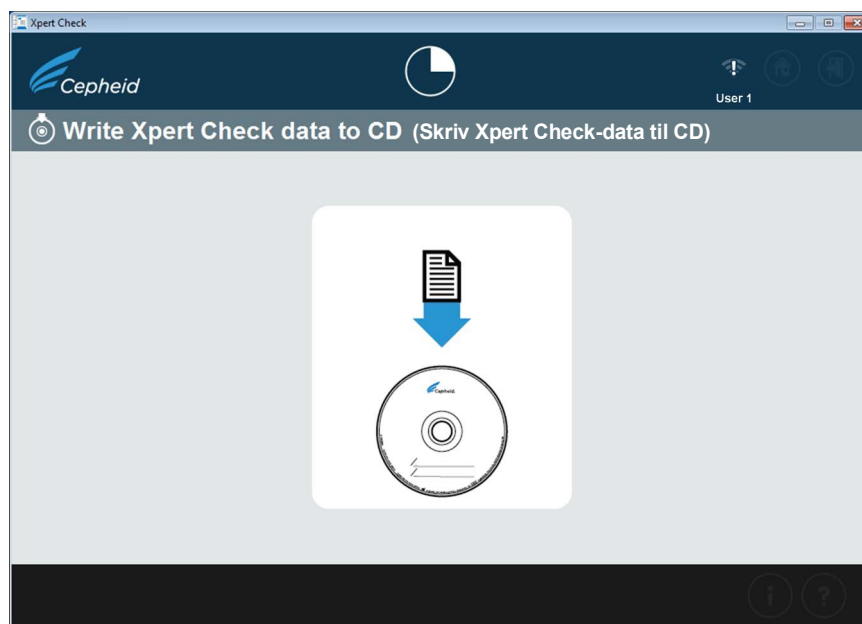 Xpert Check
Cepheid
User 1
Write Xpert Check data to CD (Skriv Xpert Check-data til CD)
Cepheid